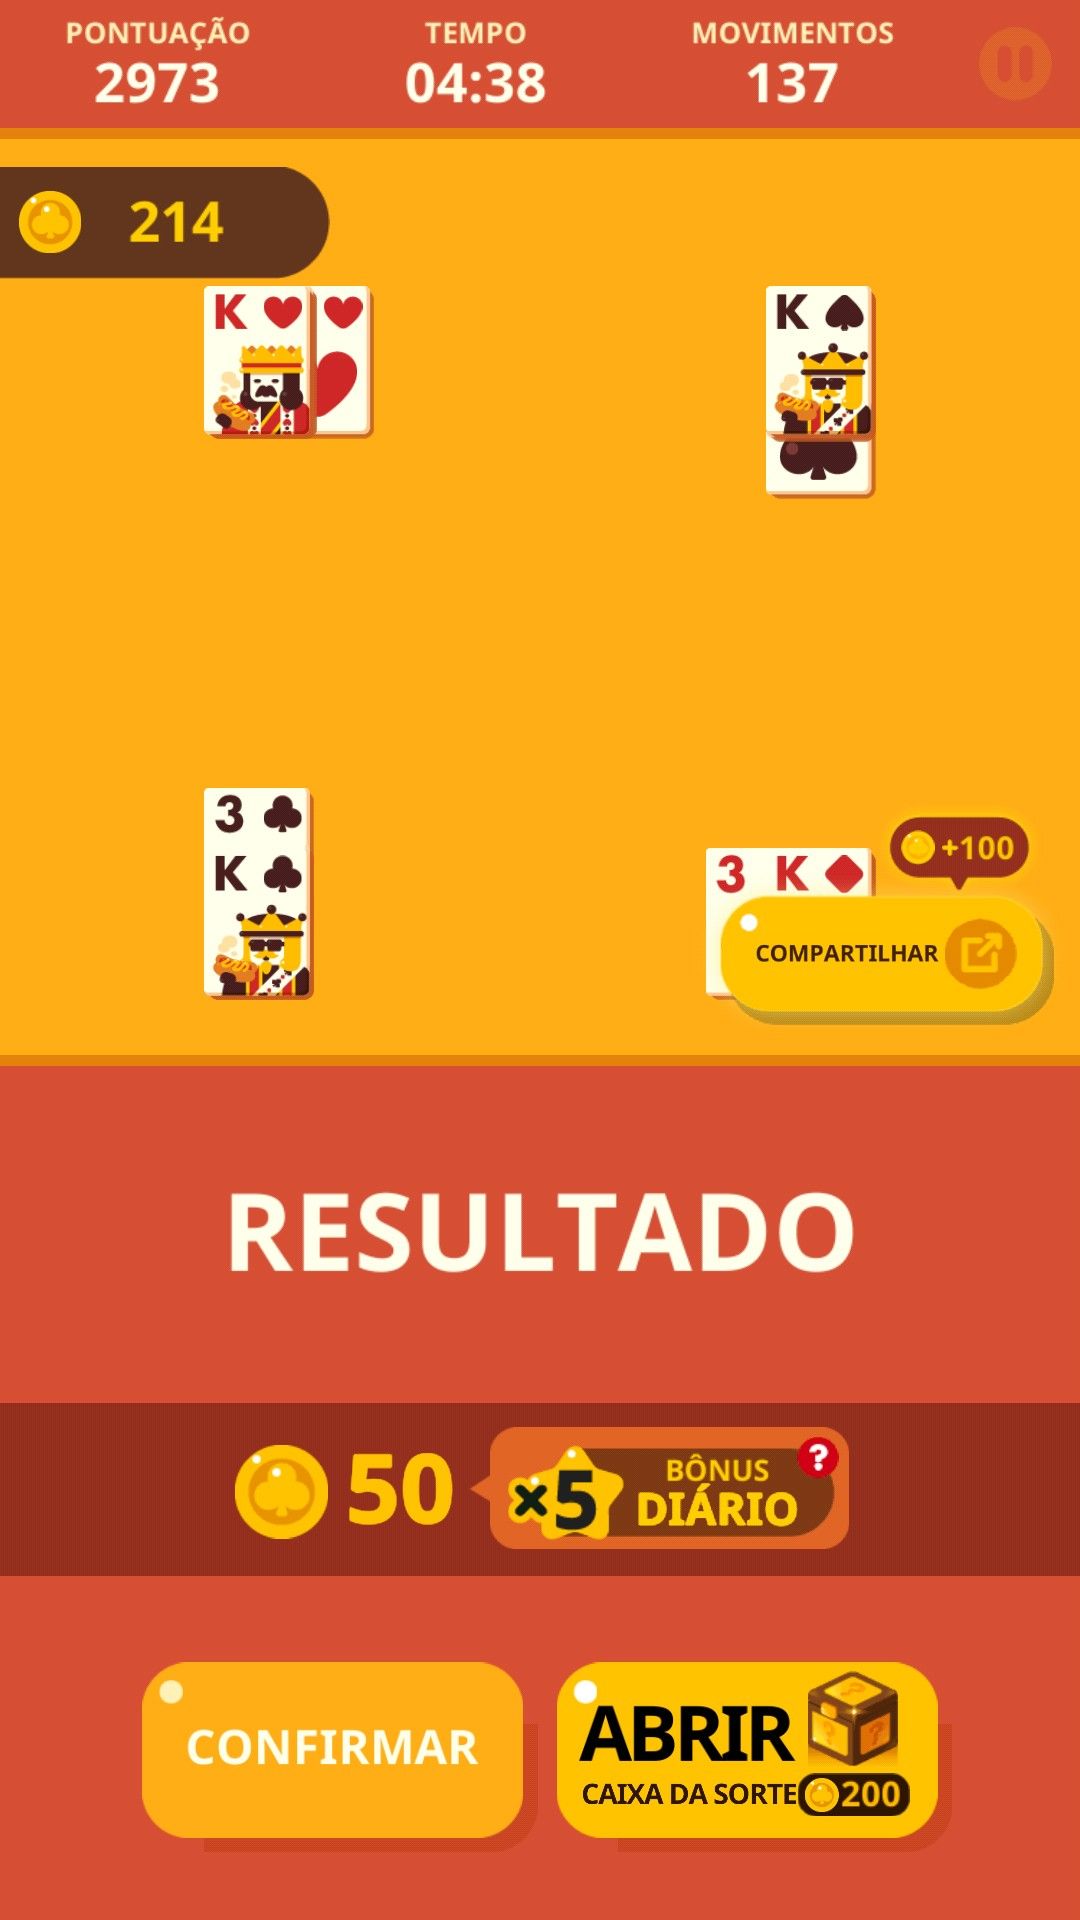 PONTUAÇÃO TEMPO MOVIMENTOS
2973 04:38 137
214
K K
3
K
3 K
+100
COMPARTILHAR
RESULTADO
50 ×5 BÔNUS ?
DIÁRIO
CONFIRMAR
ABRIR
CAIXA DA SORTE 200